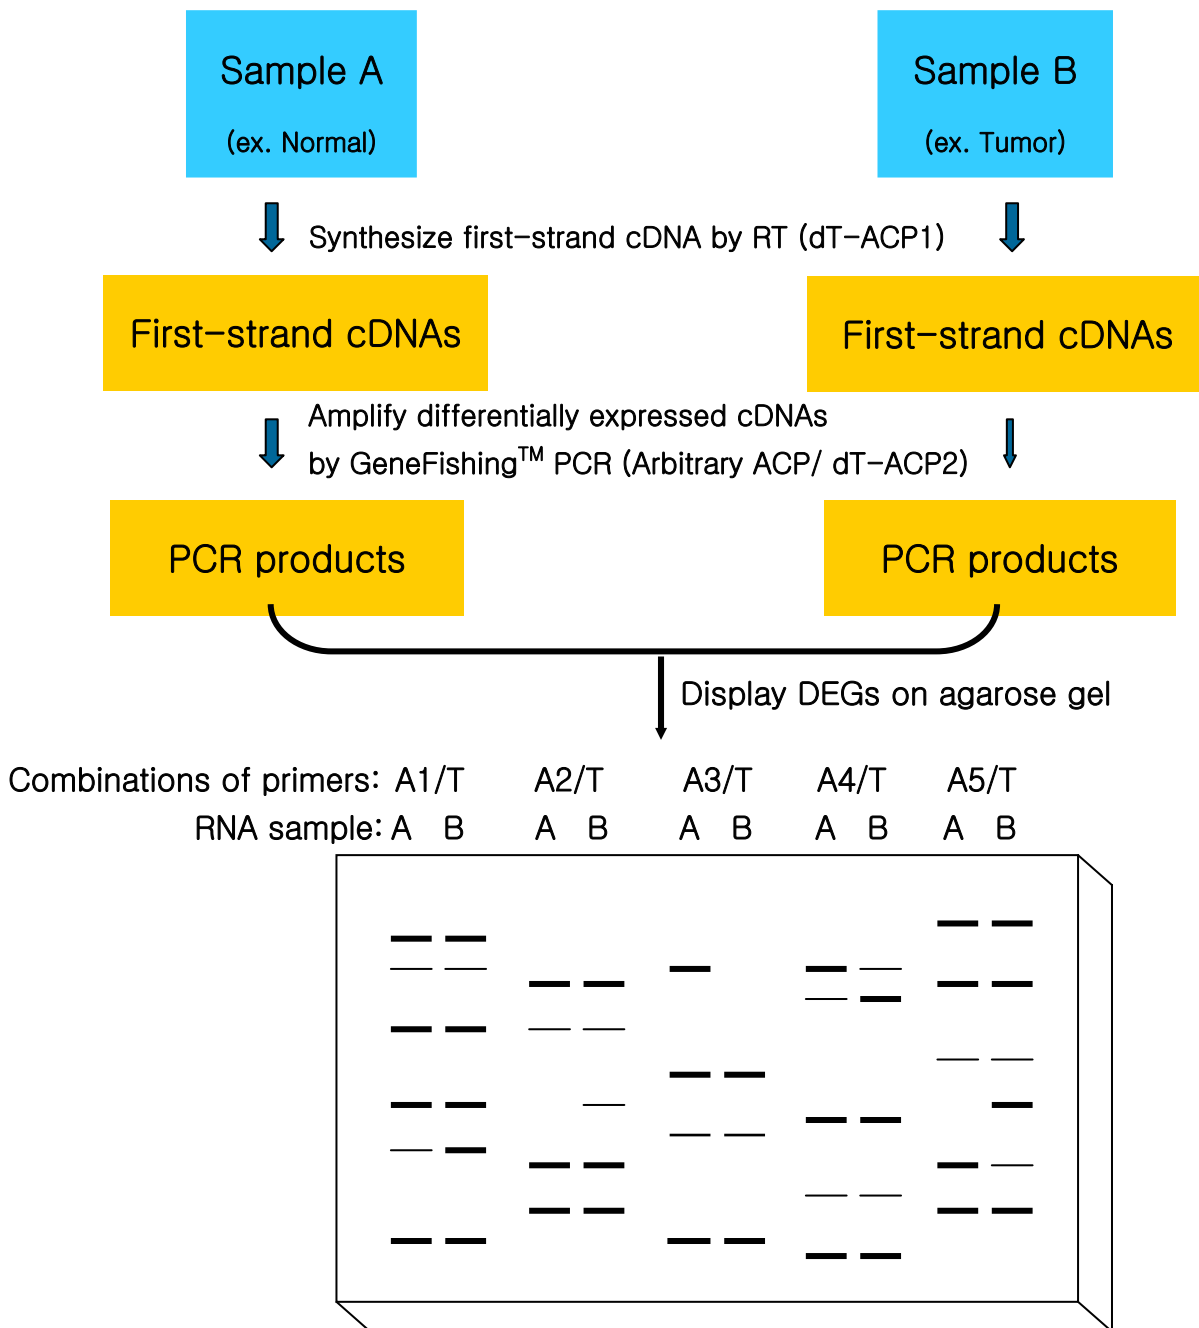 Sample A
(ex. Normal)
Sample B
(ex. Tumor)
Synthesize first-strand cDNA by RT (dT-ACP1)
First-strand cDNAs
First-strand cDNAs
Amplify differentially expressed cDNAs
by GeneFishing™ PCR (Arbitrary ACP/ dT-ACP2)
PCR products
PCR products
Display DEGs on agarose gel
Combinations of primers: A1/T A2/T A3/T A4/T A5/T
RNA sample: A B A B A B A B A B